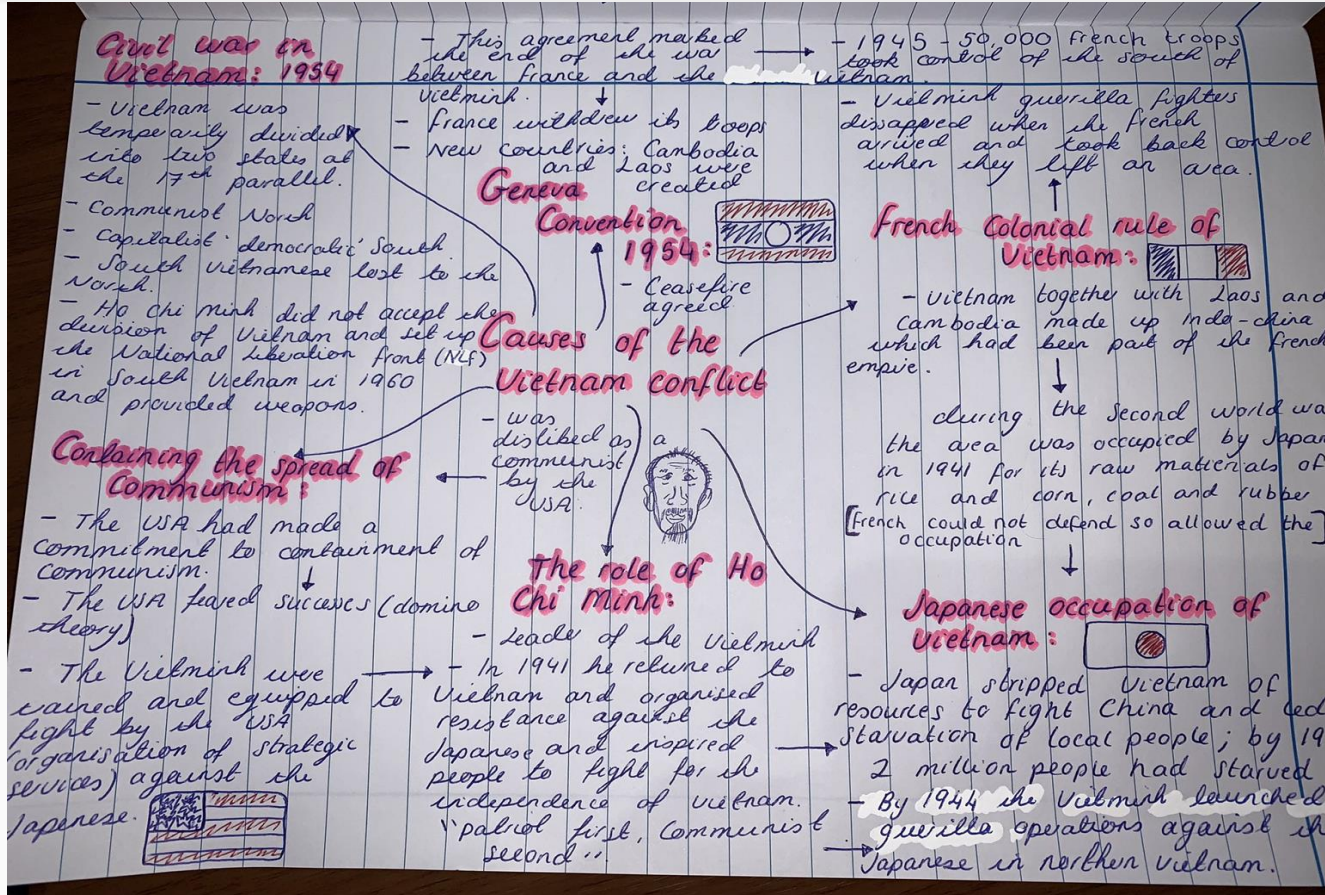 Causes of the
Vietnam conflict
Civil war in
Vietnam: 1954
- Vietnam was
temperarily divided
into two states at
the 17th parallel.
- Communist North
- Capitalist 'democratic' South.
- South Vietnamese lost to the
North.
- Ho Chi minh did not accept the
division of Vietnam and set up
the National Liberation front (NLF)
in South Vietnam in 1960
and provided weapons.
Geneva
Convention
1954:
- Ceasefire
agreed
- This agreement marked
the end of the war
between france and the
Vietminh.
- france withdrew its troops
- New countries: Cambodia
and Laos were
created
- 1945 - 50,000 french troops
took control of the south of
Vietnam.
- Vietminh guerilla fighters
disappred when the french
arrived and took back control
when they left an area.
French Colonial rule of
Vietnam:
- Vietnam together with Laos and
Cambodia made up Indo-china
which had been part of the french
empire.
during the second world wa
the area was occupied by Japan
in 1941 for its raw materials of
rice and corn, coal and rubber
[french could not defend so allowed the]
occupation
Containing the spread of
Communism:
- The USA had made a
commitment to containment of
communism.
- The USA feared successes (domino
theory)
- The Vietminh were
trained and equipped to
fight by the USA
(organisation of strategic
services) against the
Japenese.
- was
disliked as a
communist
by the
USA.
The role of Ho
Chi Minh:
- Leader of the Vietminh
- In 1941 he retuned to
Vietnam and organised
resistance against the
Japanese and inspired
people to fight for the
independence of Vietnam.
"patriot first, Communist
second".
Japanese occupation of
Vietnam:
- Japan stripped Vietnam of
resources to fight China and led
starvation of local people; by 19
2 million people had starved
- By 1944 the Vietminh launched
guerilla operations against th
Japanese in northern Vietnam.